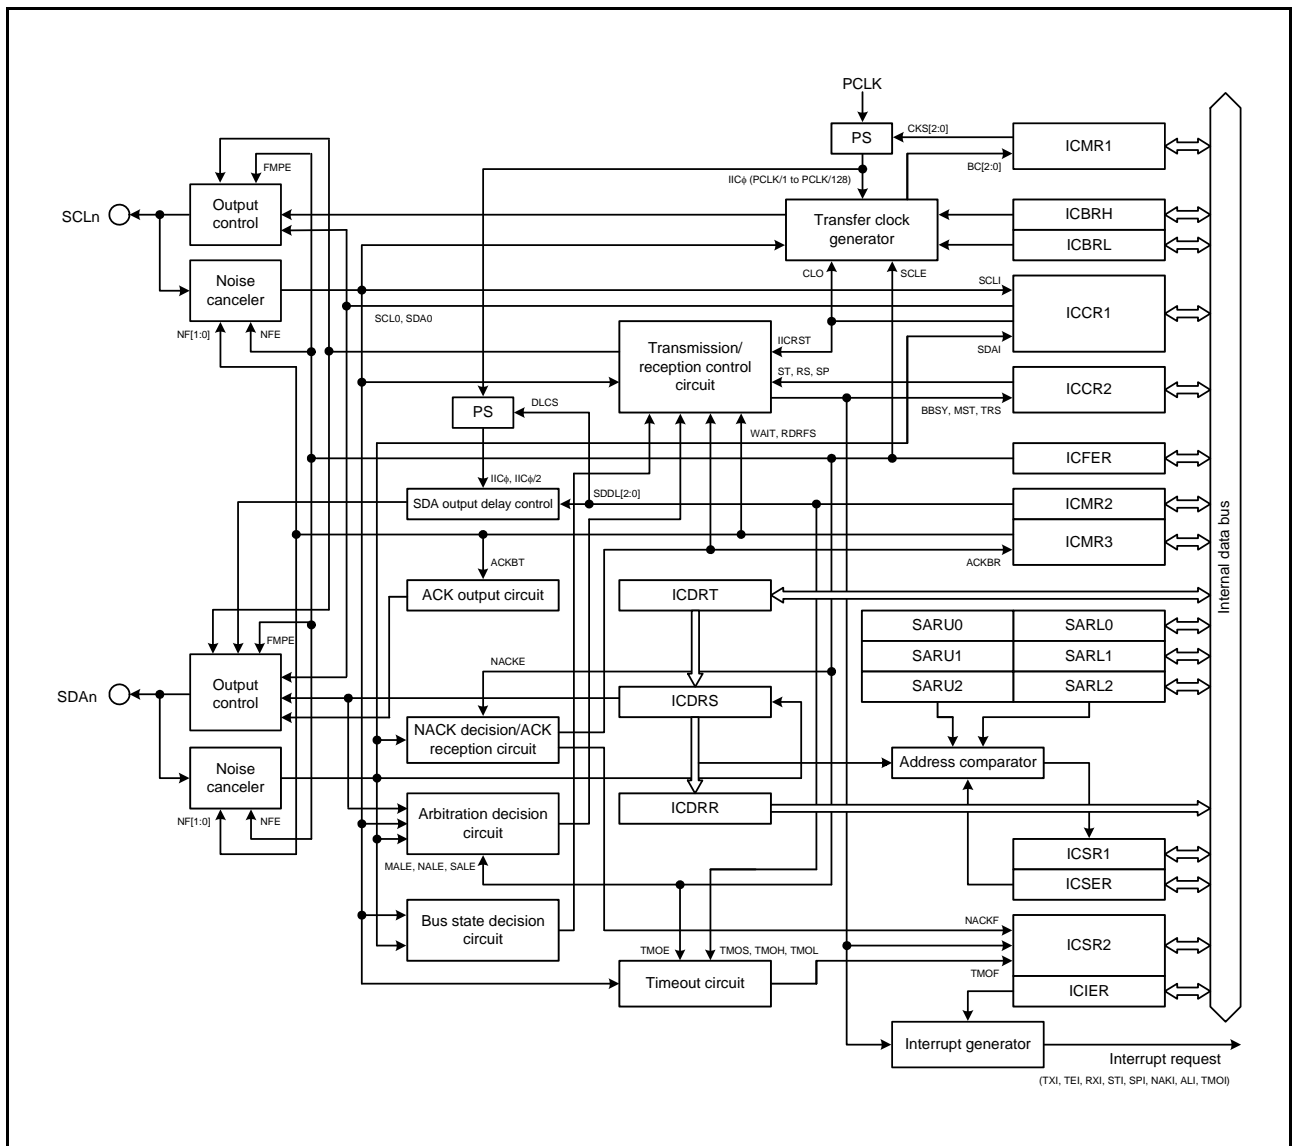 PCLK
PS
CKS[2:0]
ICMR1
BC[2:0]
FMPE
IICϕ (PCLK/1 to PCLK/128)
SCLn
Output
control
Transfer clock
generator
ICBRH
ICBRL
Noise
canceler
CLO
SCLE
SCLI
ICCR1
SCL0, SDA0
NF[1:0]
NFE
Transmission/
reception control
circuit
IICRST
SDAI
ST, RS, SP
ICCR2
BBSY, MST, TRS
PS
DLCS
WAIT, RDRFS
ICFER
IICϕ, IICϕ/2
SDA output delay control
SDDL[2:0]
ICMR2
ICMR3
ACKBT
ACKBR
ACK output circuit
ICDRT
Internal data bus
SARU0
SARL0
FMPE
SARU1
SARL1
NACKE
SDAn
Output
control
ICDRS
SARU2
SARL2
NACK decision/ACK
reception circuit
Noise
canceler
Address comparator
Arbitration decision
circuit
ICDRR
NF[1:0]
NFE
ICSR1
MALE, NALE, SALE
ICSER
Bus state decision
circuit
NACKF
ICSR2
TMOE
TMOS, TMOH, TMOL
TMOF
Timeout circuit
ICIER
Interrupt generator
Interrupt request
(TXI, TEI, RXI, STI, SPI, NAKI, ALI, TMOI)